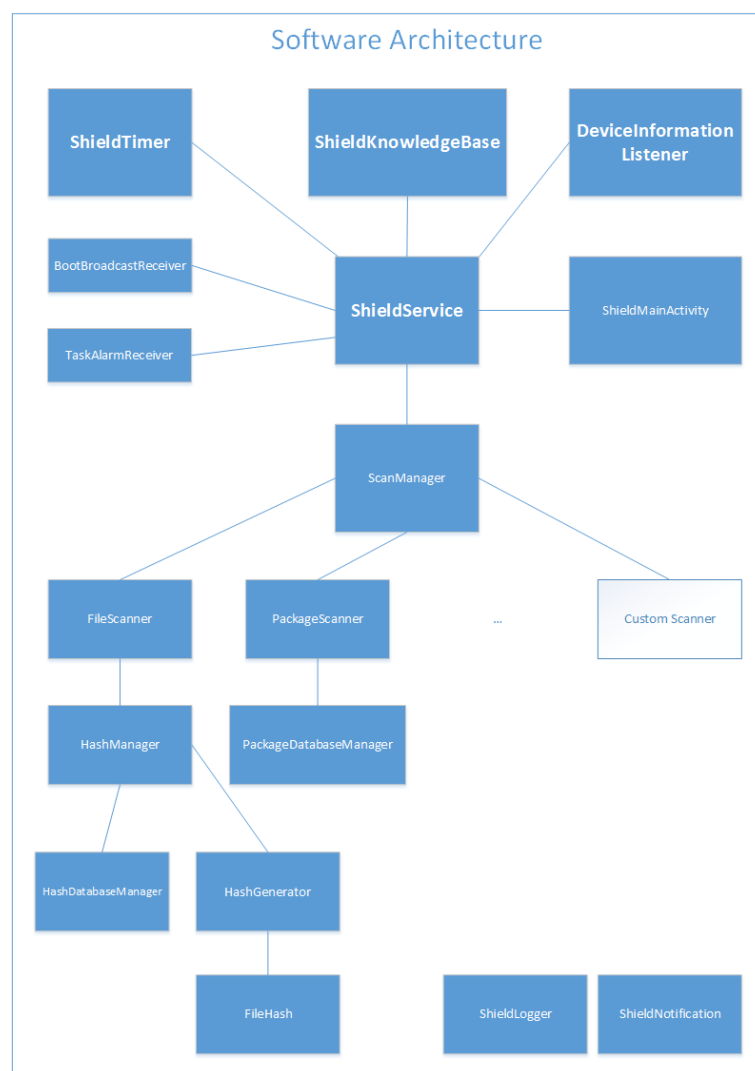 Software Architecture
ShieldTimer
ShieldKnowledgeBase
DeviceInformation
Listener
BootBroadcastReceiver
ShieldService
ShieldMainActivity
TaskAlarmReceiver
ScanManager
FileScanner
PackageScanner
...
Custom Scanner
HashManager
PackageDatabaseManager
HashDatabaseManager
HashGenerator
FileHash
ShieldLogger
ShieldNotification